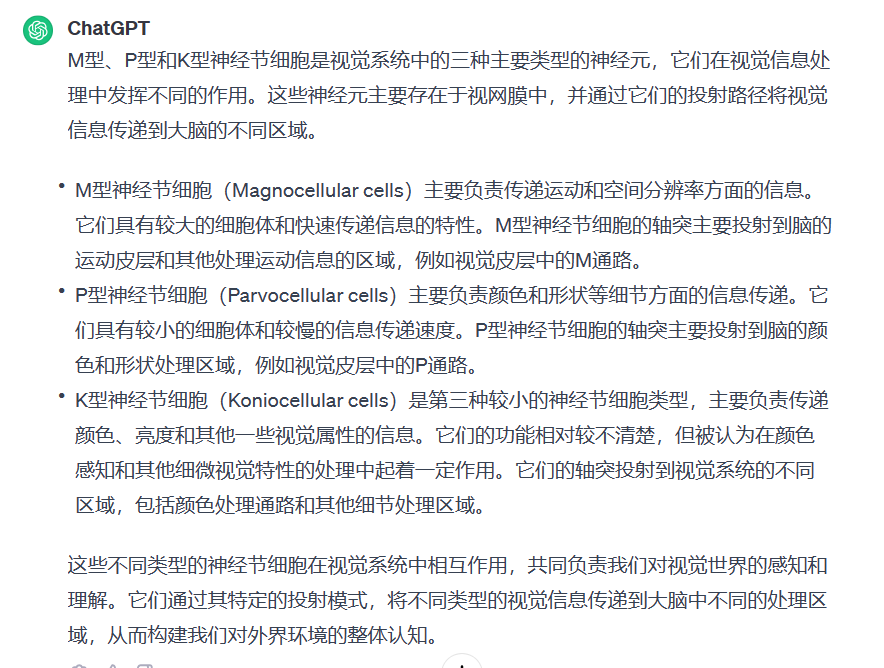 ChatGPT
M型、P型和K型神经节细胞是视觉系统中的三种主要类型的神经元，它们在视觉信息处
理中发挥不同的作用。这些神经元主要存在于视网膜中，并通过它们的投射路径将视觉
信息传递到大脑的不同区域。
• M型神经节细胞（Magnocellular cells）主要负责传递运动和空间分辨率方面的信息。
它们具有较大的细胞体和快速传递信息的特性。M型神经节细胞的轴突主要投射到脑的
运动皮层和其他处理运动信息的区域，例如视觉皮层中的M通路。
• P型神经节细胞（Parvocellular cells）主要负责颜色和形状等细节方面的信息传递。它
们具有较小的细胞体和较慢的信息传递速度。P型神经节细胞的轴突主要投射到脑的颜
色和形状处理区域，例如视觉皮层中的P通路。
• K型神经节细胞（Koniocellular cells）是第三种较小的神经节细胞类型，主要负责传递
颜色、亮度和其他一些视觉属性的信息。它们的功能相对较不清楚，但被认为在颜色
感知和其他细微视觉特性的处理中起着一定作用。它们的轴突投射到视觉系统的不同
区域，包括颜色处理通路和其他细节处理区域。
这些不同类型的神经节细胞在视觉系统中相互作用，共同负责我们对视觉世界的感知和
理解。它们通过其特定的投射模式，将不同类型的视觉信息传递到大脑中不同的处理区
域，从而构建我们对外界环境的整体认知。